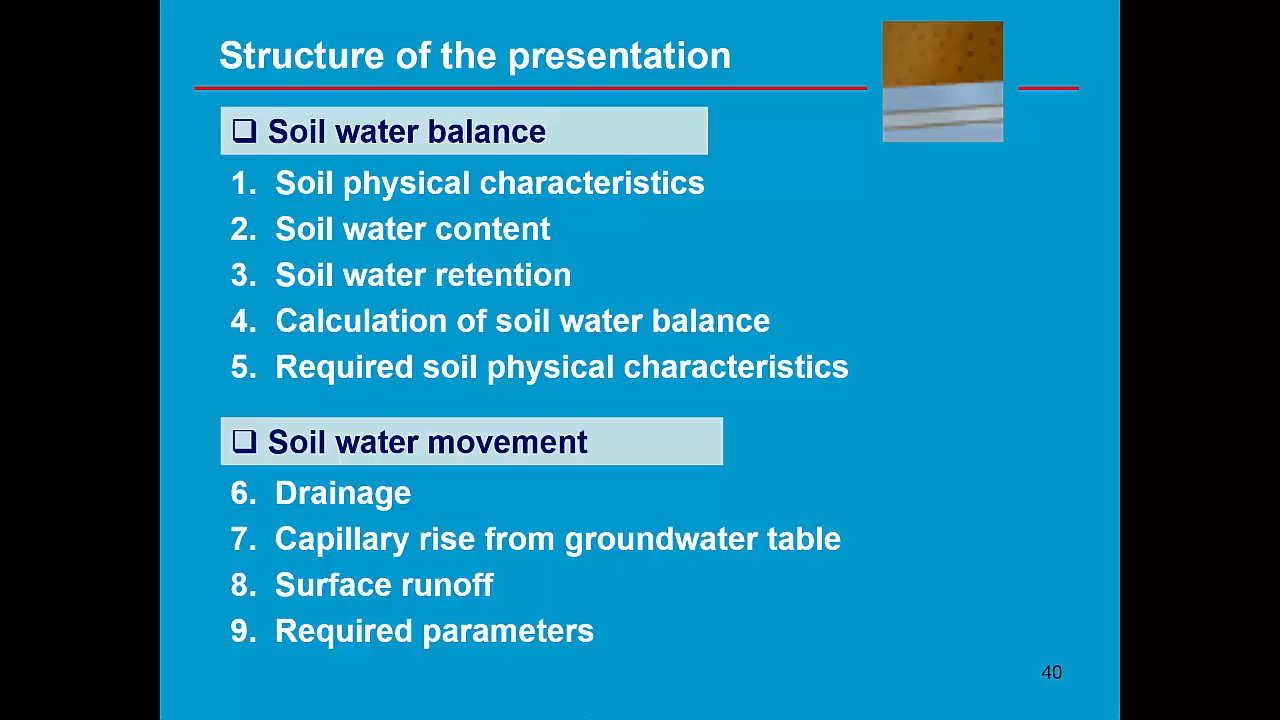 Structure of the presentation
❑ Soil water balance
1. Soil physical characteristics
2. Soil water content
3. Soil water retention
4. Calculation of soil water balance
5. Required soil physical characteristics
❑ Soil water movement
6. Drainage
7. Capillary rise from groundwater table
8. Surface runoff
9. Required parameters
40